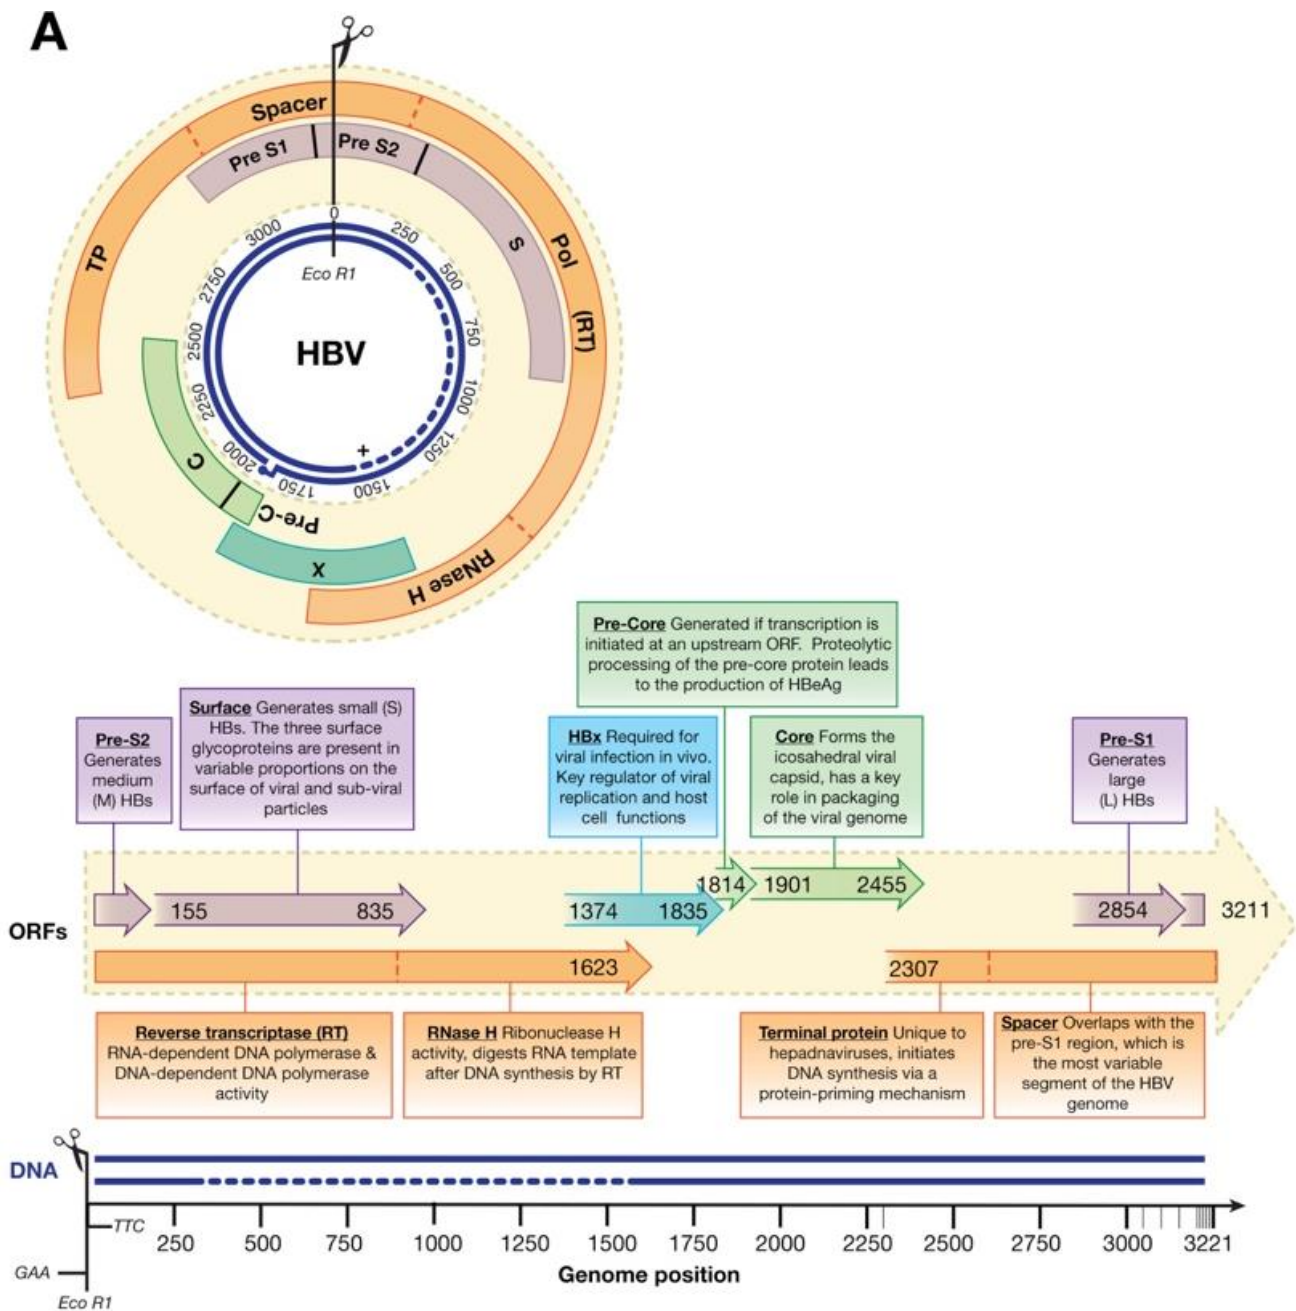 A
Spacer
Pre S1
Pre S2
S
Pol
(RT)
TP
0
250
500
750
1000
1250
1500
1750
2000
2250
2500
2750
3000
Eco R1
HBV
+
C
Pre-C
X
RNase H
Pre-Core Generated if transcription is
initiated at an upstream ORF. Proteolytic
processing of the pre-core protein leads
to the production of HBeAg
Pre-S2
Generates
medium
(M) HBs
Surface Generates small (S)
HBs. The three surface
glycoproteins are present in
variable proportions on the
surface of viral and sub-viral
particles
HBx Required for
viral infection in vivo.
Key regulator of viral
replication and host
cell functions
Core Forms the
icosahedral viral
capsid, has a key
role in packaging
of the viral genome
Pre-S1
Generates
large
(L) HBs
ORFs
155 835
1374 1835
1814
1901 2455
2854
3211
1623
2307
Reverse transcriptase (RT)
RNA-dependent DNA polymerase &
DNA-dependent DNA polymerase
activity
RNase H Ribonuclease H
activity, digests RNA template
after DNA synthesis by RT
Terminal protein Unique to
hepadnaviruses, initiates
DNA synthesis via a
protein-priming mechanism
Spacer Overlaps with the
pre-S1 region, which is
the most variable
segment of the HBV
genome
DNA
TTC
GAA
Eco R1
250 500 750 1000 1250 1500 1750 2000 2250 2500 2750 3000 3221
Genome position